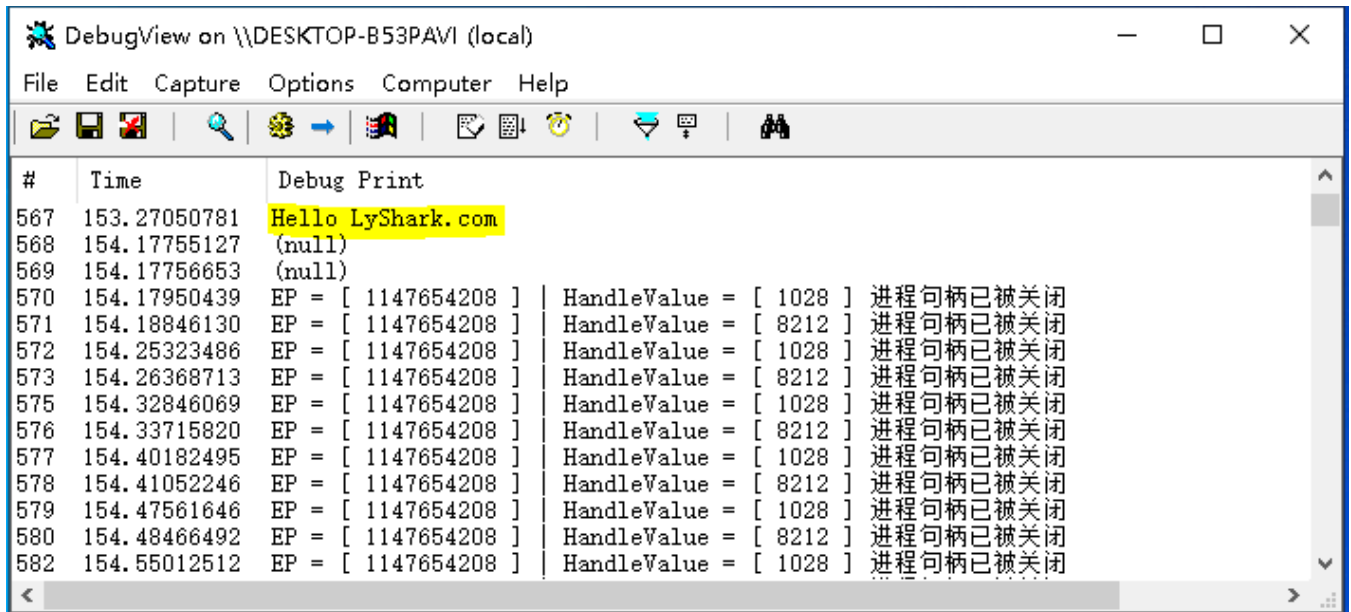 DebugView on \\DESKTOP-B53PAVI (local)
File Edit Capture Options Computer Help
# Time Debug Print
567 153.27050781 Hello LyShark.com
568 154.17755127 (null)
569 154.17756653 (null)
570 154.17950439 EP = [ 1147654208 ] | HandleValue = [ 1028 ] 进程句柄已被关闭
571 154.18846130 EP = [ 1147654208 ] | HandleValue = [ 8212 ] 进程句柄已被关闭
572 154.25323486 EP = [ 1147654208 ] | HandleValue = [ 1028 ] 进程句柄已被关闭
573 154.26368713 EP = [ 1147654208 ] | HandleValue = [ 8212 ] 进程句柄已被关闭
575 154.32846069 EP = [ 1147654208 ] | HandleValue = [ 1028 ] 进程句柄已被关闭
576 154.33715820 EP = [ 1147654208 ] | HandleValue = [ 8212 ] 进程句柄已被关闭
577 154.40182495 EP = [ 1147654208 ] | HandleValue = [ 1028 ] 进程句柄已被关闭
578 154.41052246 EP = [ 1147654208 ] | HandleValue = [ 8212 ] 进程句柄已被关闭
579 154.47561646 EP = [ 1147654208 ] | HandleValue = [ 1028 ] 进程句柄已被关闭
580 154.48466492 EP = [ 1147654208 ] | HandleValue = [ 8212 ] 进程句柄已被关闭
582 154.55012512 EP = [ 1147654208 ] | HandleValue = [ 1028 ] 进程句柄已被关闭